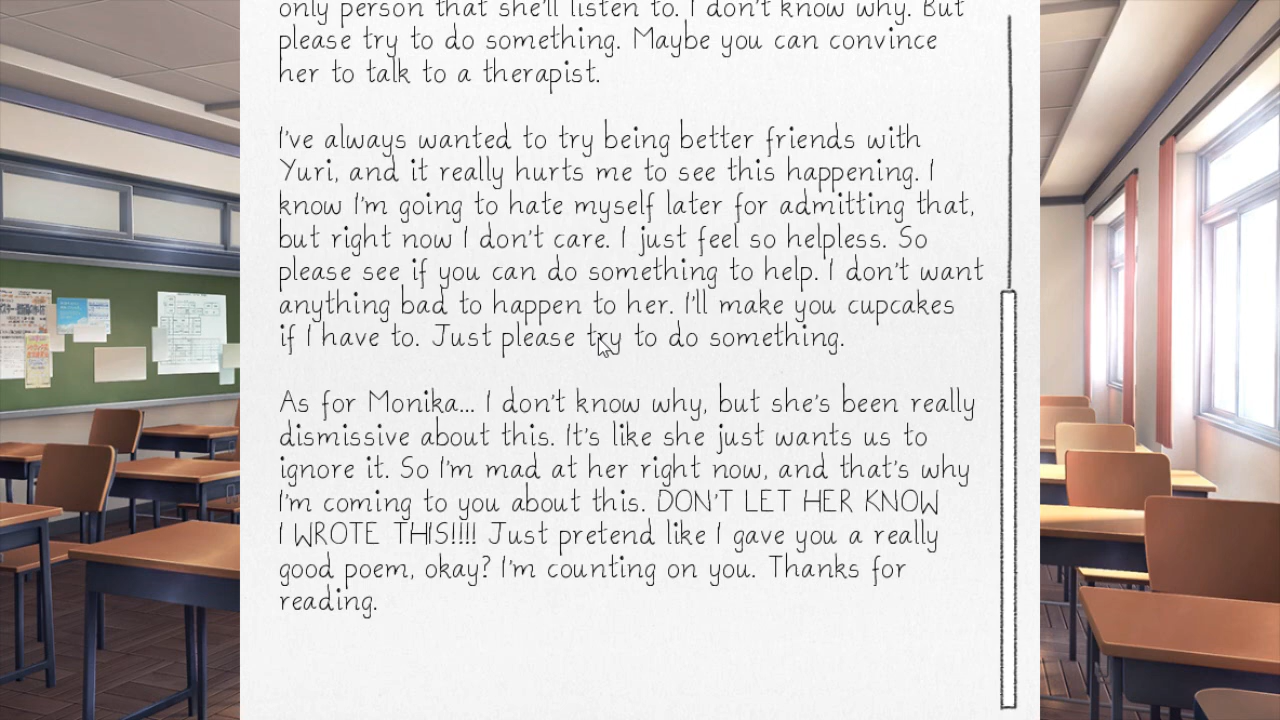 only person that she'll listen to. I don't know why. But
please try to do something. Maybe you can convince
her to talk to a therapist.
I've always wanted to try being better friends with
Yuri, and it really hurts me to see this happening. I
know I'm going to hate myself later for admitting that,
but right now I don't care. I just feel so helpless. So
please see if you can do something to help. I don't want
anything bad to happen to her. I'll make you cupcakes
if I have to. Just please try to do something.
As for Monika... I don't know why, but she's been really
dismissive about this. It's like she just wants us to
ignore it. So I'm mad at her right now, and that's why
I'm coming to you about this. DON'T LET HER KNOW
I WROTE THIS!!!! Just pretend like I gave you a really
good poem, okay? I'm counting on you. Thanks for
reading.